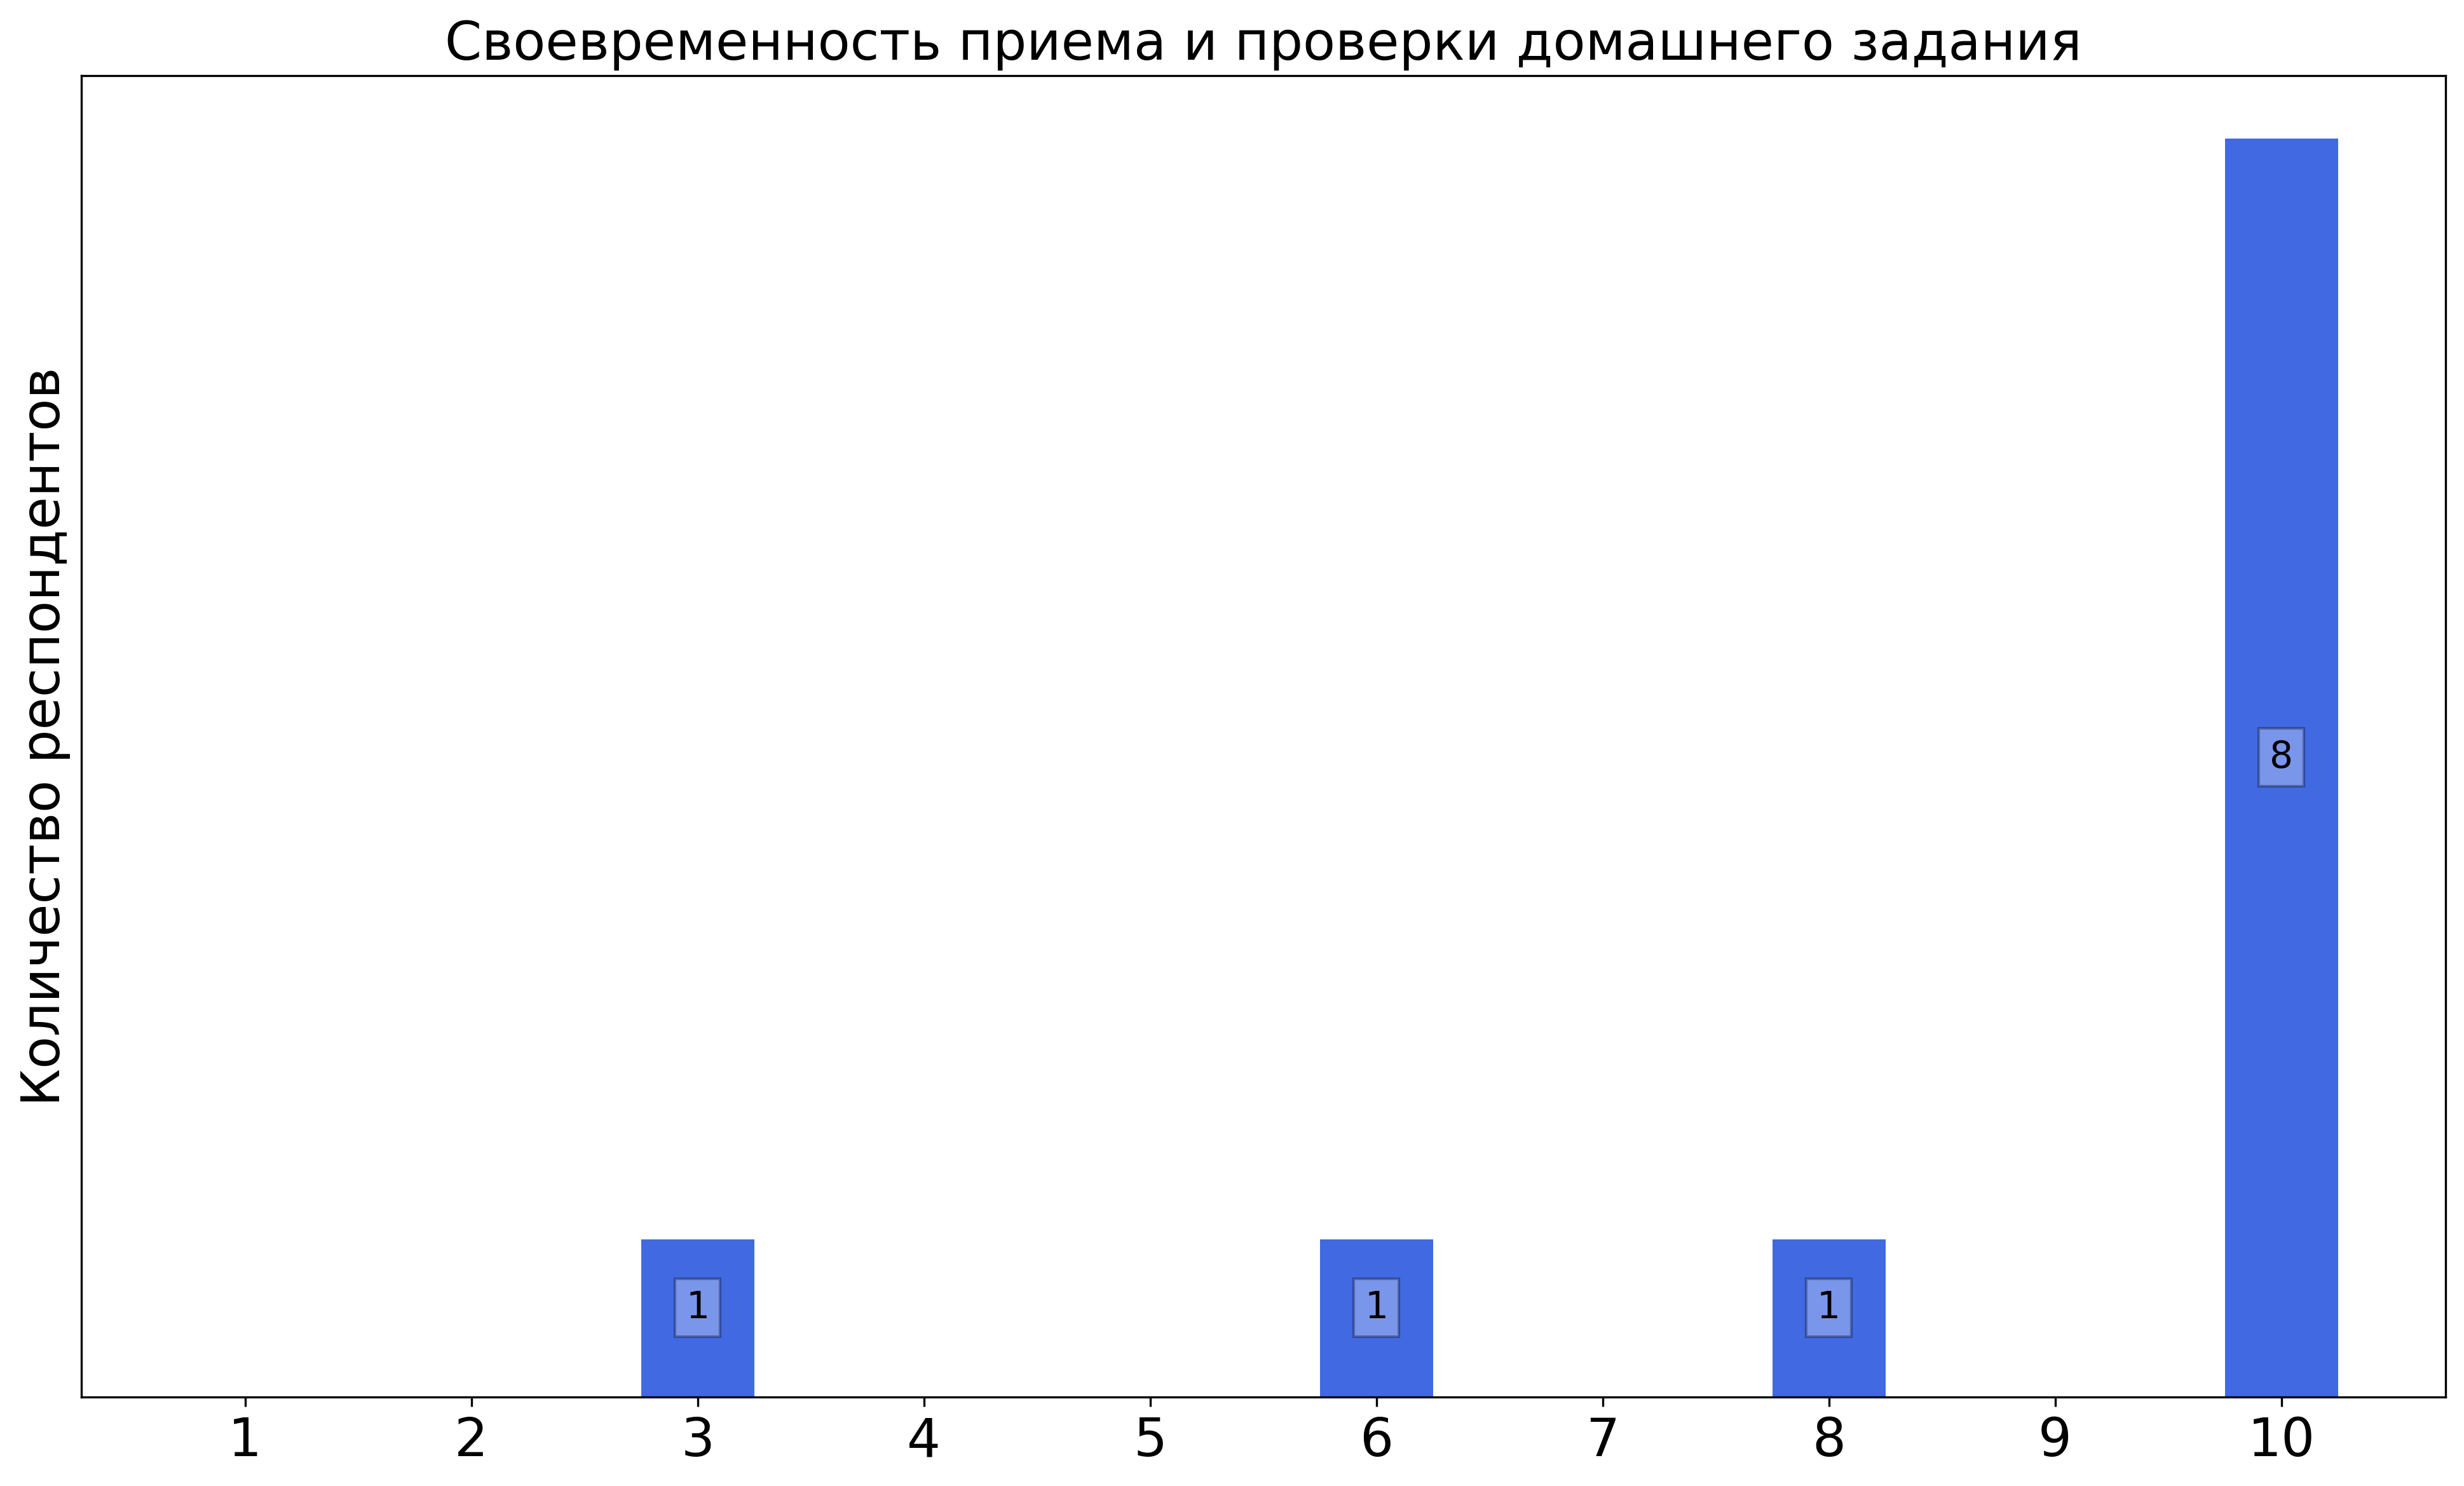 Своевременность приема и проверки домашнего задания
Количество респондентов
8
1 1 1
1 2 3 4 5 6 7 8 9 10